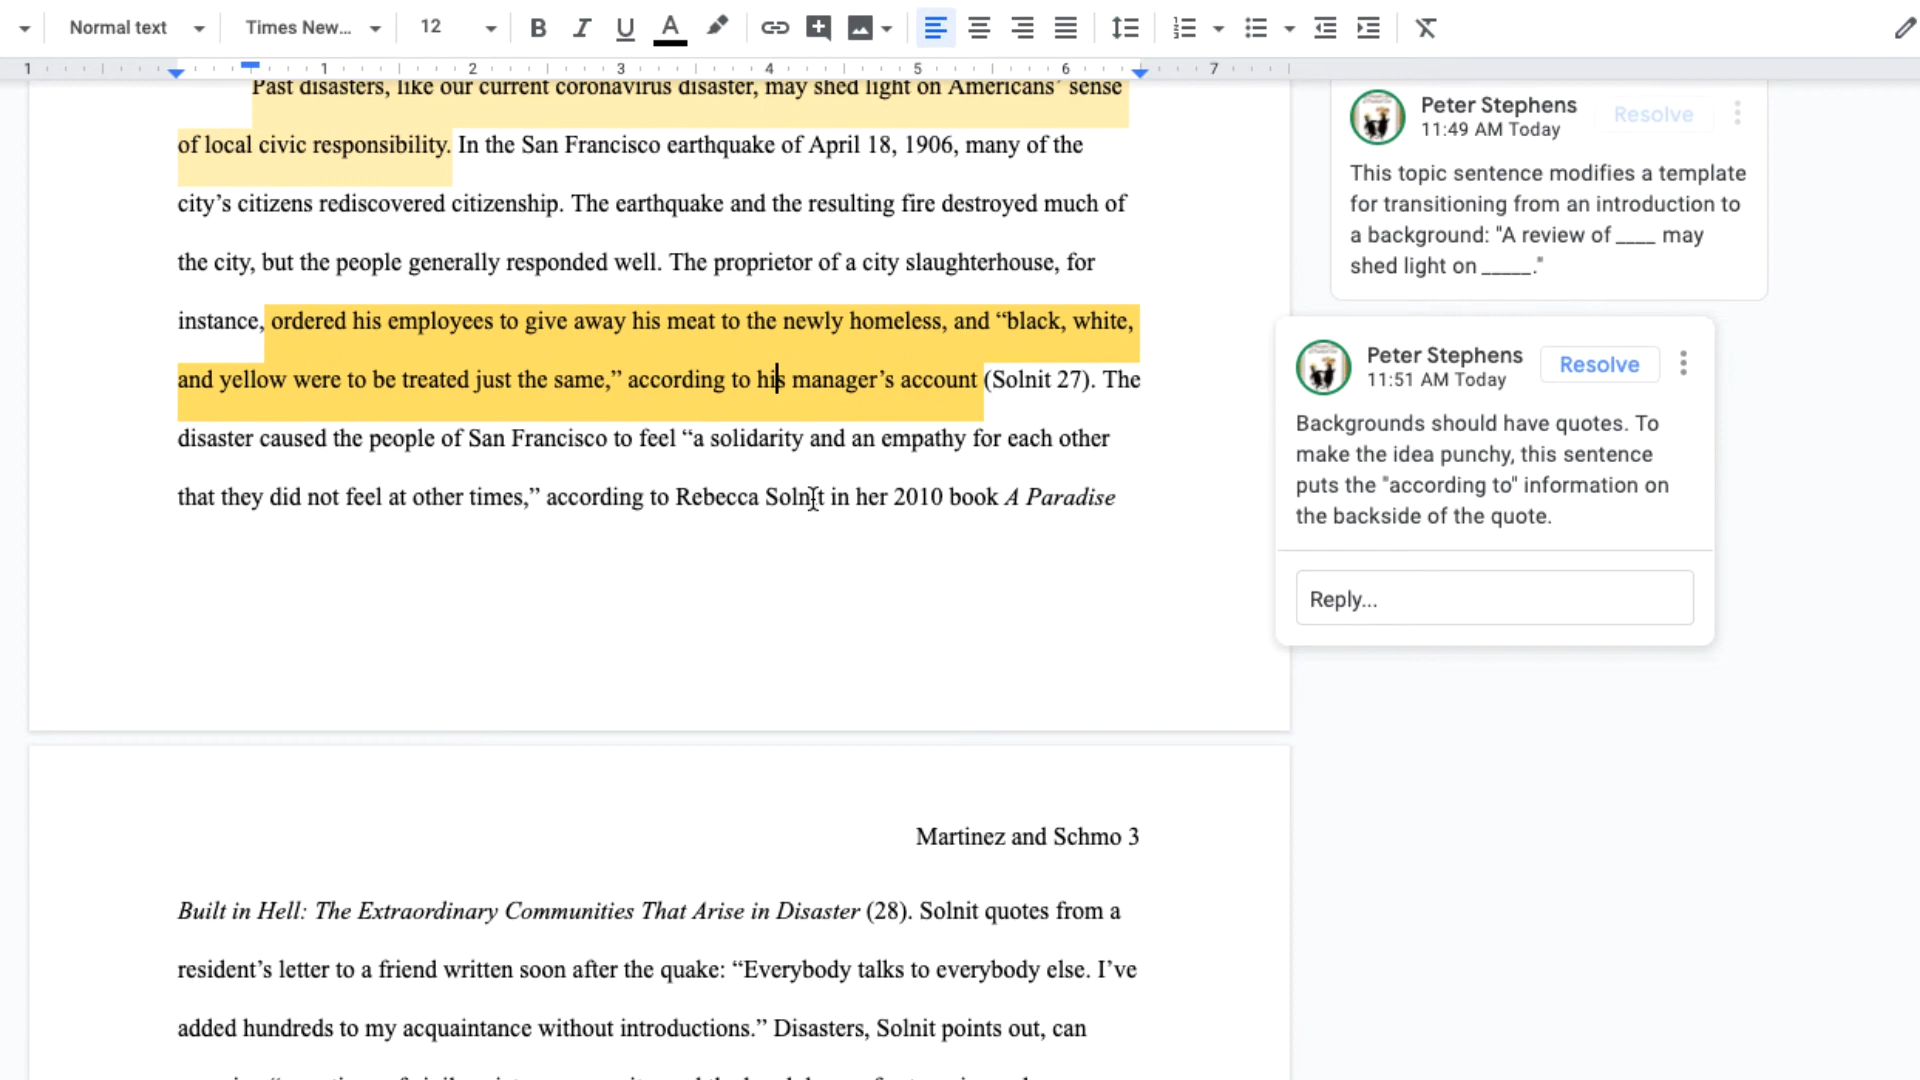 Normal text
Times New...
12
B I U A
1 1 2 3 4 5 6 7
Past disasters, like our current coronavirus disaster, may shed light on Americans’ sense
of local civic responsibility. In the San Francisco earthquake of April 18, 1906, many of the
city’s citizens rediscovered citizenship. The earthquake and the resulting fire destroyed much of
the city, but the people generally responded well. The proprietor of a city slaughterhouse, for
instance, ordered his employees to give away his meat to the newly homeless, and “black, white,
and yellow were to be treated just the same,” according to his manager’s account (Solnit 27). The
disaster caused the people of San Francisco to feel “a solidarity and an empathy for each other
that they did not feel at other times,” according to Rebecca Solnit in her 2010 book A Paradise
Martinez and Schmo 3
Built in Hell: The Extraordinary Communities That Arise in Disaster (28). Solnit quotes from a
resident’s letter to a friend written soon after the quake: “Everybody talks to everybody else. I’ve
added hundreds to my acquaintance without introductions.” Disasters, Solnit points out, can
Peter Stephens
11:49 AM Today
Resolve
This topic sentence modifies a template
for transitioning from an introduction to
a background: "A review of ____ may
shed light on _____."
Peter Stephens
11:51 AM Today
Resolve
Backgrounds should have quotes. To
make the idea punchy, this sentence
puts the "according to" information on
the backside of the quote.
Reply...